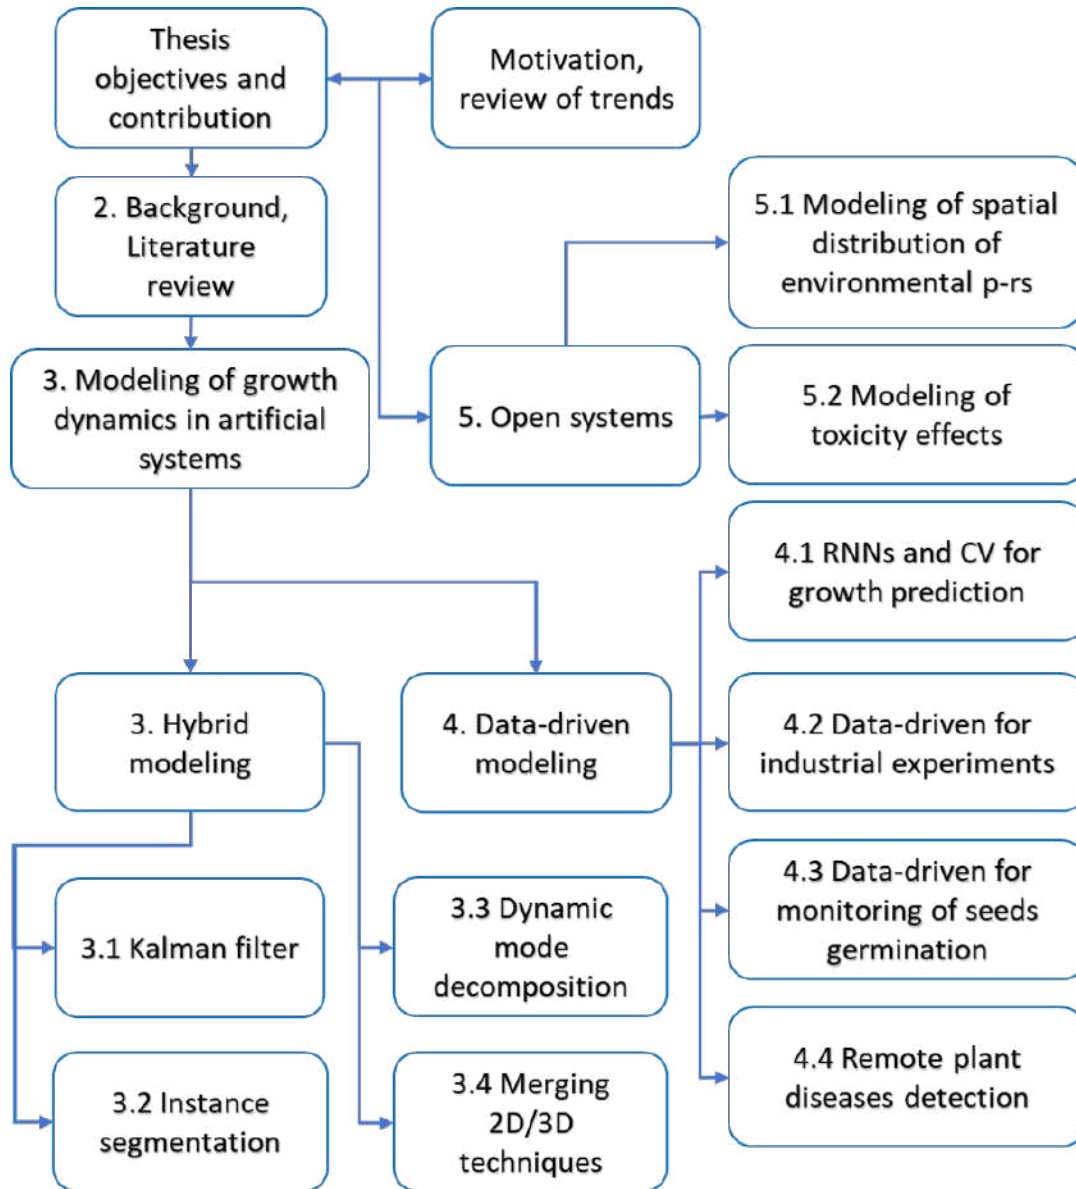 Thesis
objectives and
contribution
Motivation,
review of trends
2. Background,
Literature
review
5.1 Modeling of spatial
distribution of
environmental p-rs
3. Modeling of growth
dynamics in artificial
systems
5. Open systems
5.2 Modeling of
toxicity effects
4.1 RNNs and CV for
growth prediction
3. Hybrid
modeling
4. Data-driven
modeling
4.2 Data-driven for
industrial experiments
4.3 Data-driven for
monitoring of seeds
germination
3.1 Kalman filter
3.3 Dynamic
mode
decomposition
4.4 Remote plant
diseases detection
3.2 Instance
segmentation
3.4 Merging
2D/3D
techniques